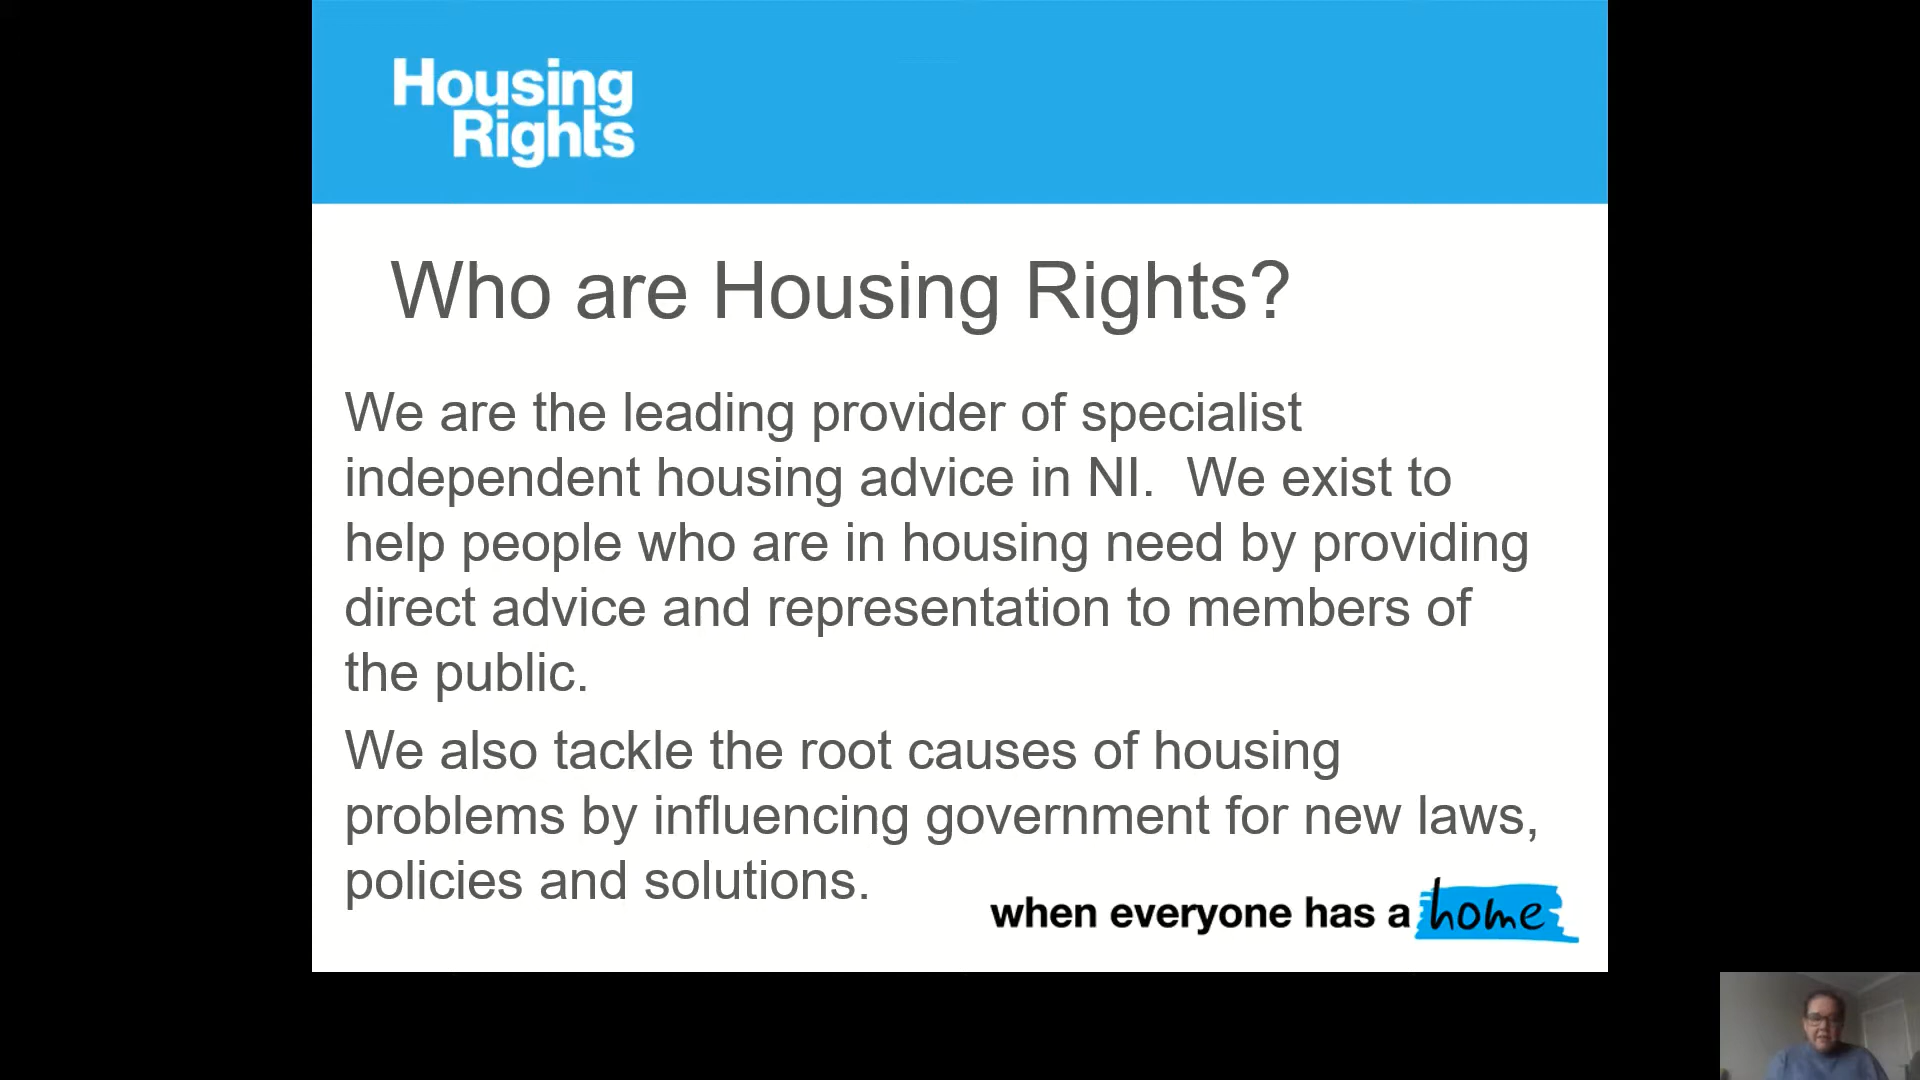 Housing
Rights
Who are Housing Rights?
We are the leading provider of specialist
independent housing advice in NI.  We exist to
help people who are in housing need by providing
direct advice and representation to members of
the public.
We also tackle the root causes of housing
problems by influencing government for new laws,
policies and solutions.
when everyone has a home